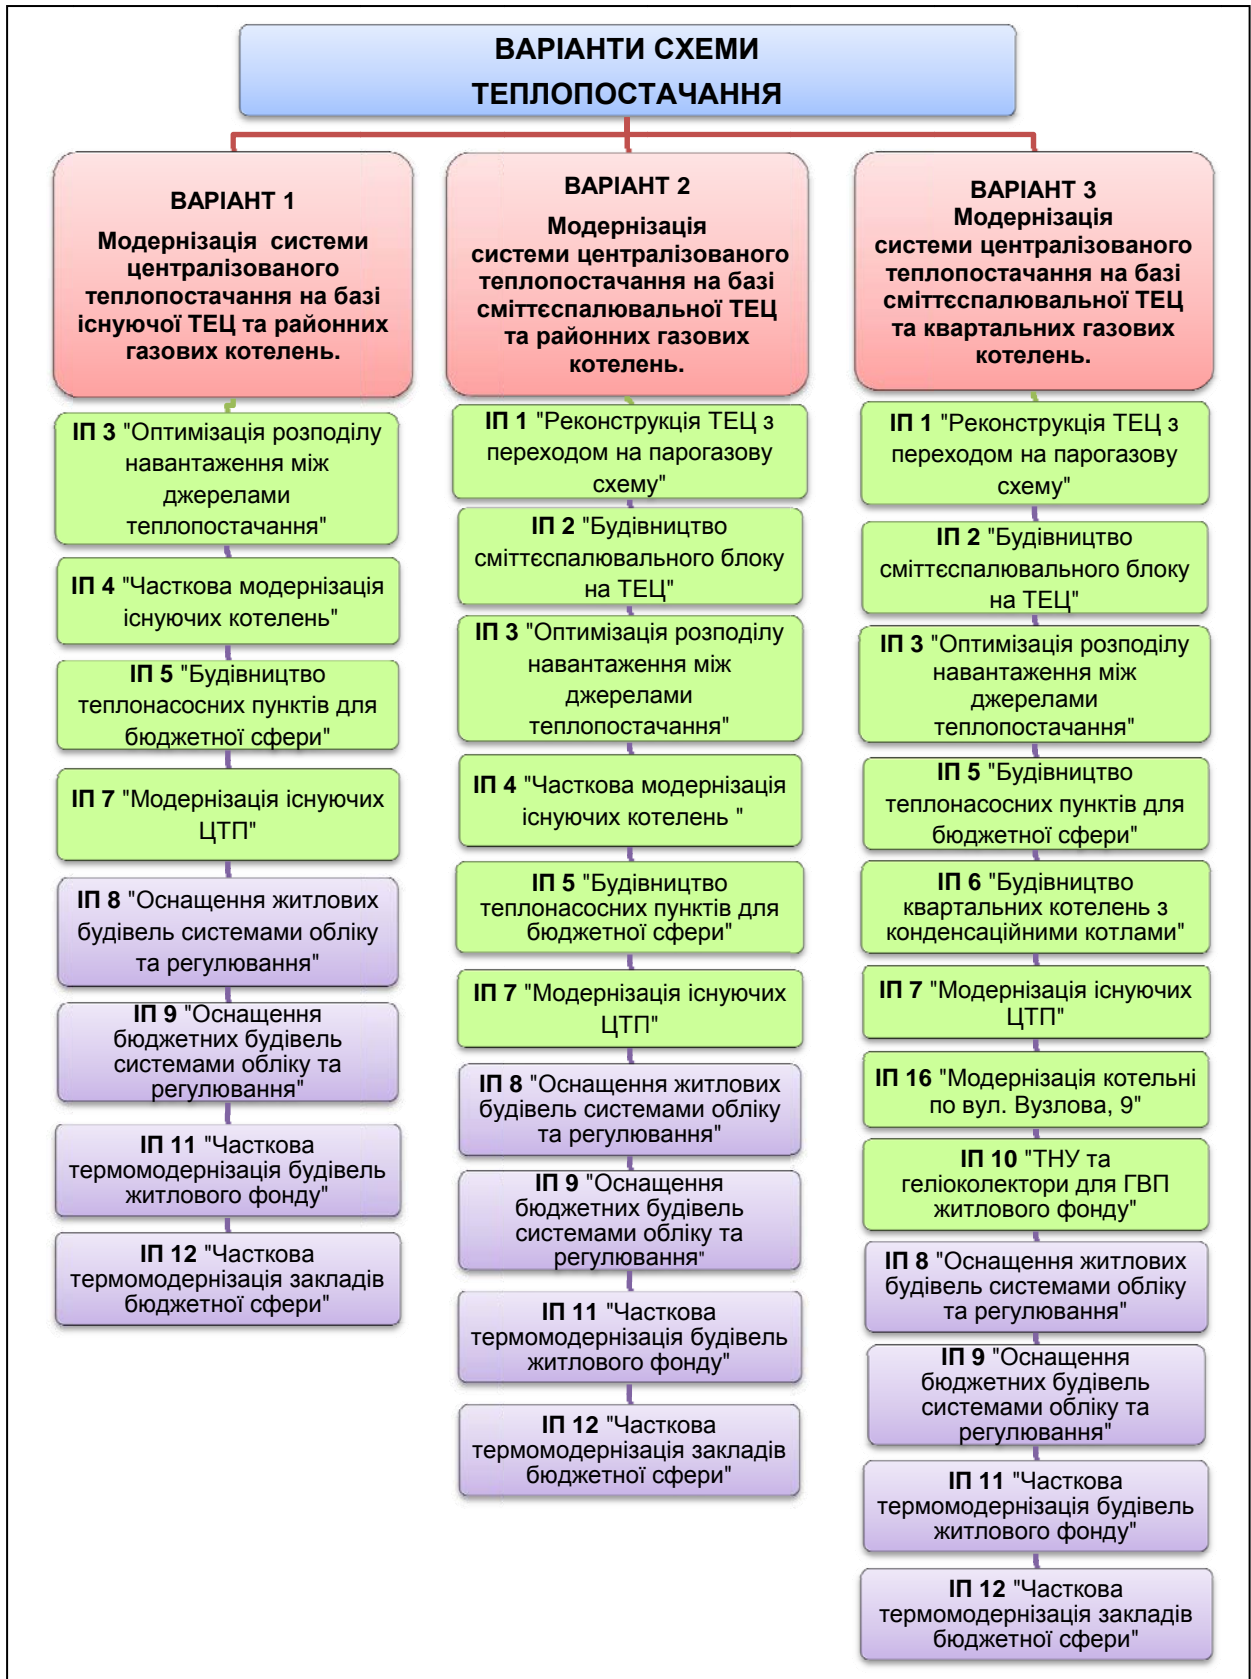 ВАРІАНТИ СХЕМИ
ТЕПЛОПОСТАЧАННЯ
ВАРІАНТ 1
Модернізація системи
централізованого
теплопостачання на базі
існуючої ТЕЦ та районних
газових котелень.
ІП 3 "Оптимізація розподілу
навантаження між
джерелами
теплопостачання"
ІП 4 "Часткова модернізація
існуючих котелень"
ІП 5 "Будівництво
теплонасосних пунктів для
бюджетної сфери"
ІП 7 "Модернізація існуючих
ЦТП"
ІП 8 "Оснащення житлових
будівель системами обліку
та регулювання"
ІП 9 "Оснащення
бюджетних будівель
системами обліку та
регулювання"
ІП 11 "Часткова
термомодернізація будівель
житлового фонду"
ІП 12 "Часткова
термомодернізація закладів
бюджетної сфери"
ВАРІАНТ 2
Модернізація
системи централізованого
теплопостачання на базі
сміттєспалювальної ТЕЦ
та районних газових
котелень.
ІП 1 "Реконструкція ТЕЦ з
переходом на парогазову
схему"
ІП 2 "Будівництво
сміттєспалювального блоку
на ТЕЦ"
ІП 3 "Оптимізація розподілу
навантаження між
джерелами
теплопостачання"
ІП 4 "Часткова модернізація
існуючих котелень "
ІП 5 "Будівництво
теплонасосних пунктів для
бюджетної сфери"
ІП 7 "Модернізація існуючих
ЦТП"
ІП 8 "Оснащення житлових
будівель системами обліку
та регулювання"
ІП 9 "Оснащення
бюджетних будівель
системами обліку та
регулювання"
ІП 11 "Часткова
термомодернізація будівель
житлового фонду"
ІП 12 "Часткова
термомодернізація закладів
бюджетної сфери"
ВАРІАНТ 3
Модернізація
системи централізованого
теплопостачання на базі
сміттєспалювальної ТЕЦ
та квартальних газових
котелень.
ІП 1 "Реконструкція ТЕЦ з
переходом на парогазову
схему"
ІП 2 "Будівництво
сміттєспалювального блоку
на ТЕЦ"
ІП 3 "Оптимізація розподілу
навантаження між
джерелами
теплопостачання"
ІП 5 "Будівництво
теплонасосних пунктів для
бюджетної сфери"
ІП 6 "Будівництво
квартальних котелень з
конденсаційними котлами"
ІП 7 "Модернізація існуючих
ЦТП"
ІП 16 "Модернізація котельні
по вул. Вузлова, 9"
ІП 10 "ТНУ та
геліоколектори для ГВП
житлового фонду"
ІП 8 "Оснащення житлових
будівель системами обліку
та регулювання"
ІП 9 "Оснащення
бюджетних будівель
системами обліку та
регулювання"
ІП 11 "Часткова
термомодернізація будівель
житлового фонду"
ІП 12 "Часткова
термомодернізація закладів
бюджетної сфери"